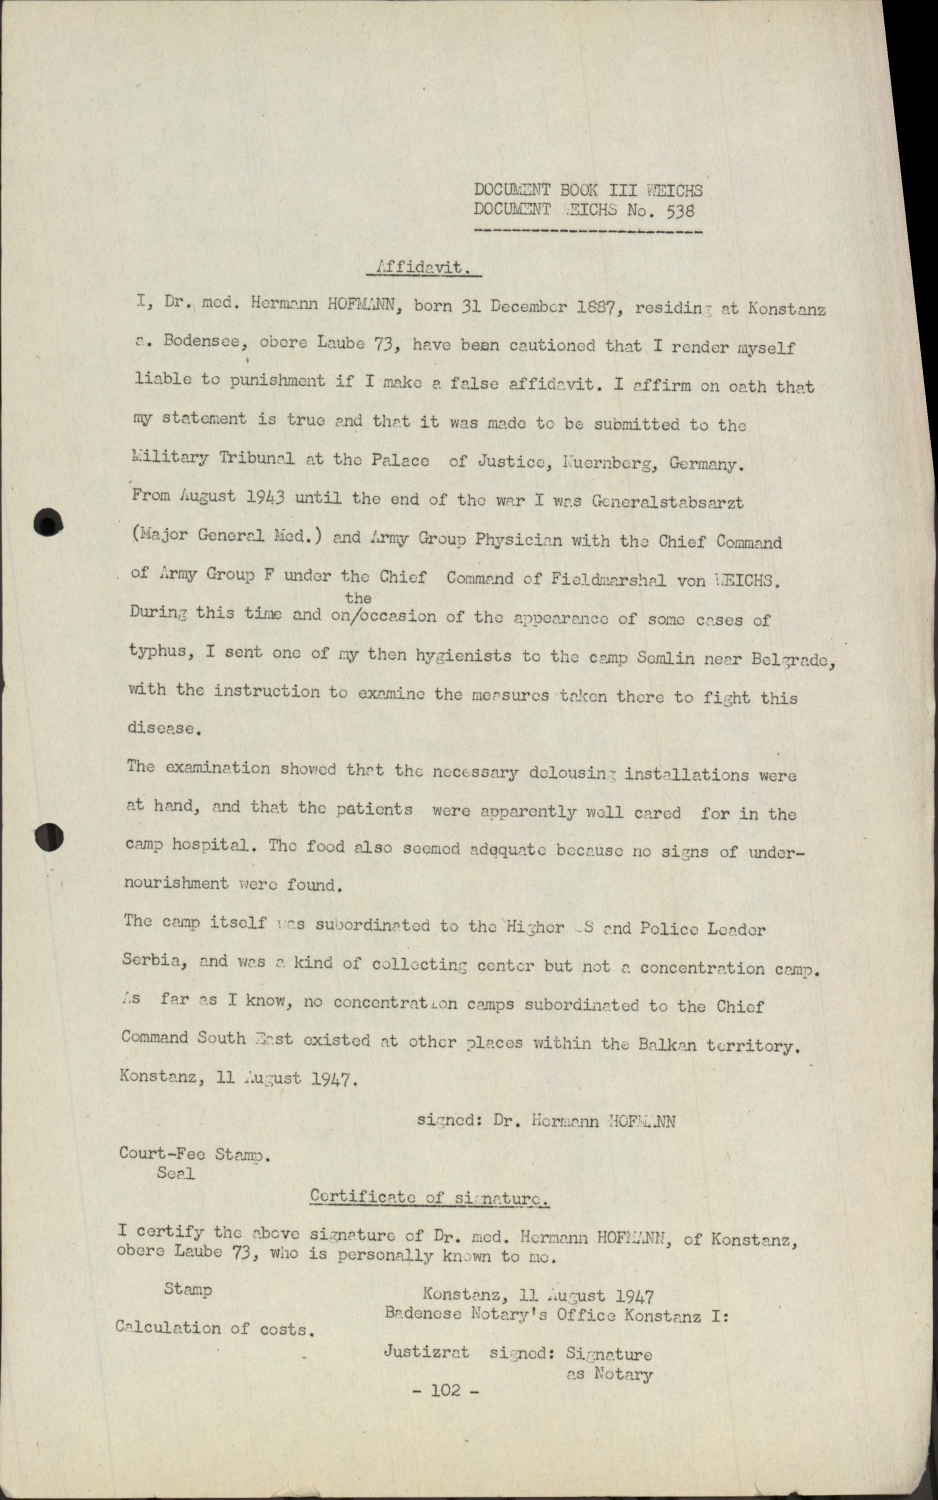 DOCUMENT BOOK III WEICHS
DOCUMENT WEICHS No. 538
Affidavit.
I, Dr. med. Hermann HOFMANN, born 31 December 1887, residing at Konstanz
a. Bodensee, obere Laube 73, have been cautioned that I render myself
liable to punishment if I make a false affidavit. I affirm on oath that
my statement is true and that it was made to be submitted to the
Military Tribunal at the Palace of Justice, Nuernberg, Germany.
From August 1943 until the end of the war I was Generalstabsarzt
(Major General Med.) and Army Group Physician with the Chief Command
of Army Group F under the Chief Command of Fieldmarshal von WEICHS.
the
During this time and on/occasion of the appearance of some cases of
typhus, I sent one of my then hygienists to the camp Semlin near Belgrade,
with the instruction to examine the measures taken there to fight this
disease.
The examination showed that the necessary delousing installations were
at hand, and that the patients were apparently well cared for in the
camp hospital. The food also seemed adequate because no signs of under-
nourishment were found.
The camp itself was subordinated to the Higher SS and Police Leader
Serbia, and was a kind of collecting center but not a concentration camp.
As far as I know, no concentration camps subordinated to the Chief
Command South East existed at other places within the Balkan territory.
Konstanz, 11 August 1947.
signed: Dr. Hermann HOFMANN
Court-Fee Stamp.
Seal
Certificate of signature.
I certify the above signature of Dr. med. Hermann HOFMANN, of Konstanz,
obere Laube 73, who is personally known to me.
Stamp
Konstanz, 11 August 1947
Badenese Notary's Office Konstanz I:
Calculation of costs.
Justizrat signed: Signature
as Notary
- 102 -